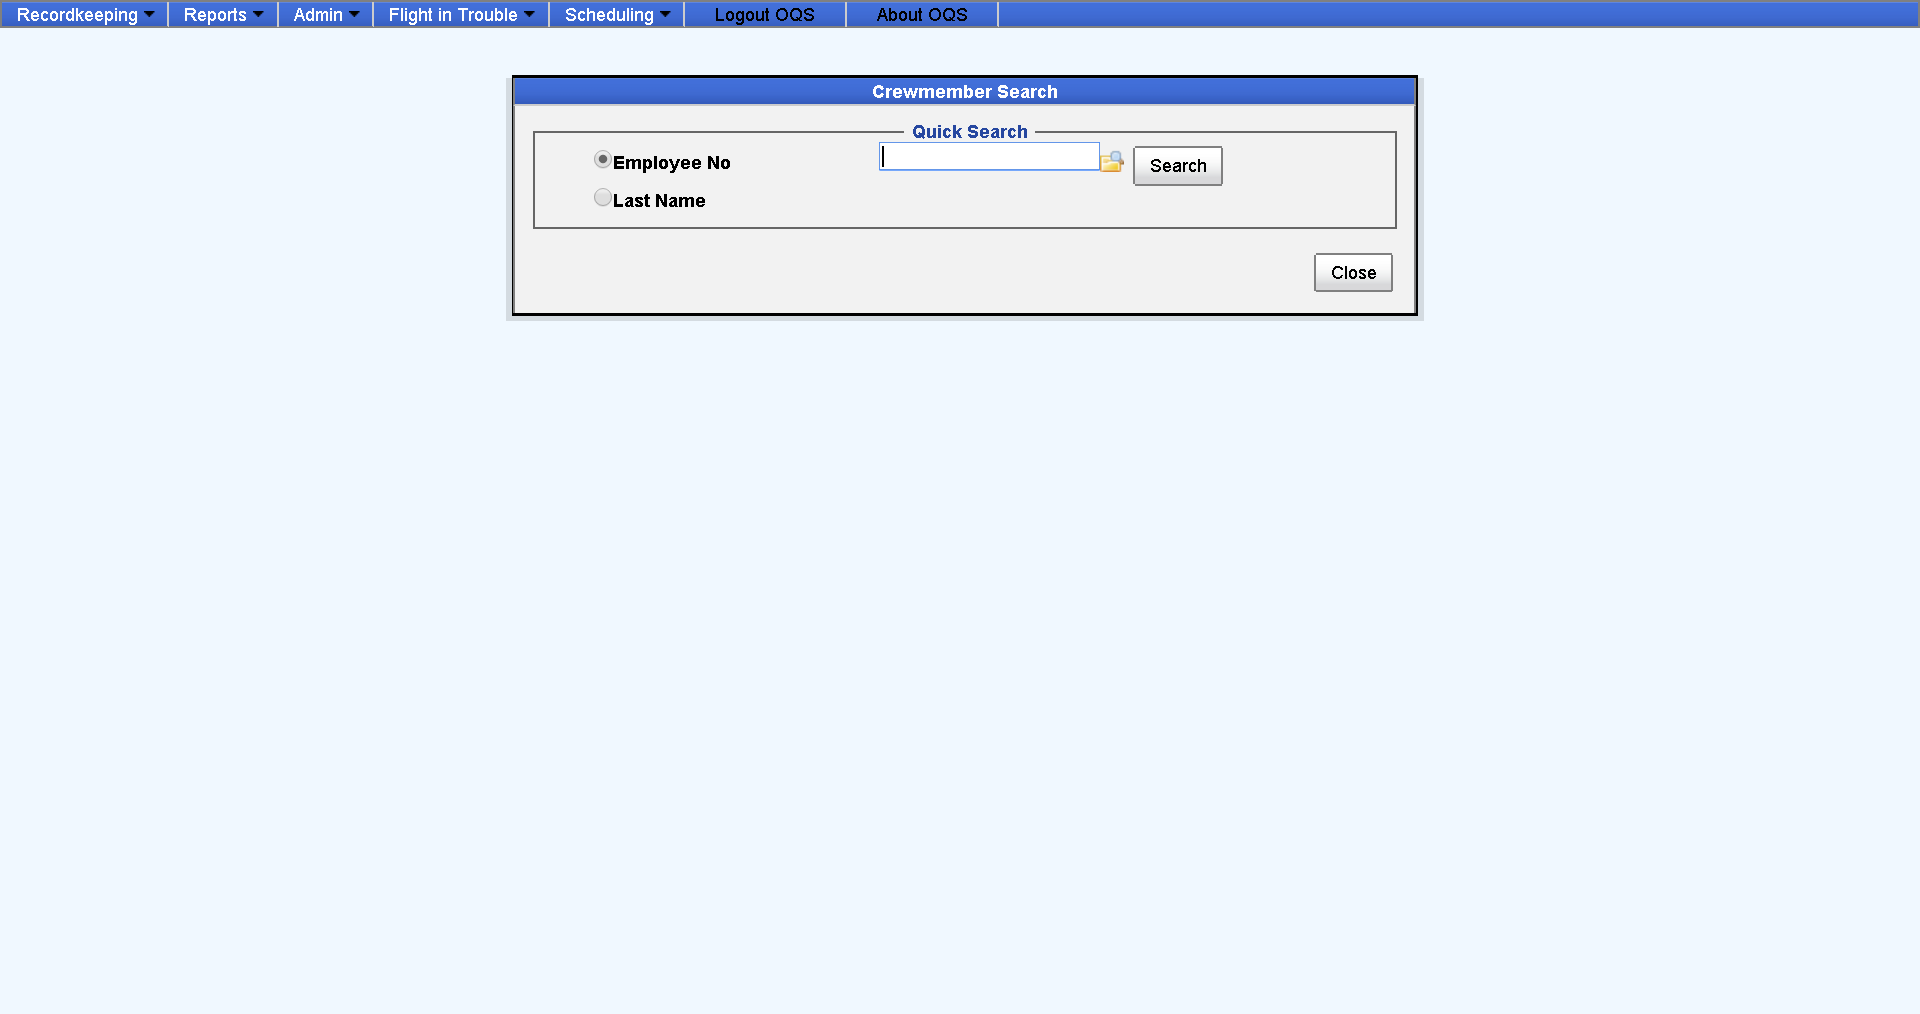 Recordkeeping Reports Admin Flight in Trouble Scheduling Logout OQS About OQS
Crewmember Search
Quick Search
Employee No Search
Last Name
Close